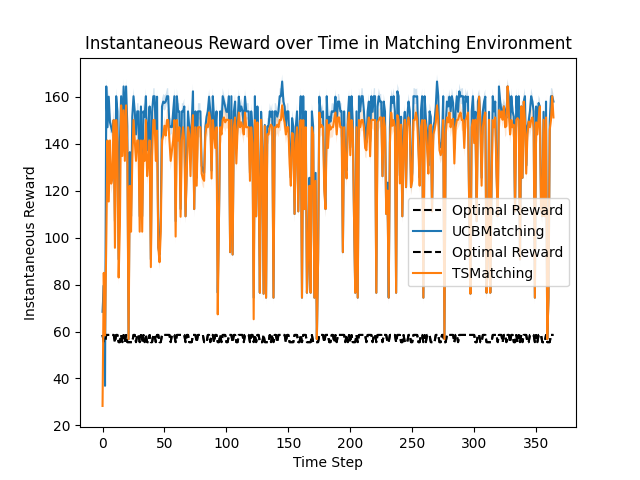 Instantaneous Reward over Time in Matching Environment
160
140
120
100
80
60
40
20
Instantaneous Reward
Optimal Reward
UCBMatching
Optimal Reward
TSMatching
0 50 100 150 200 250 300 350
Time Step